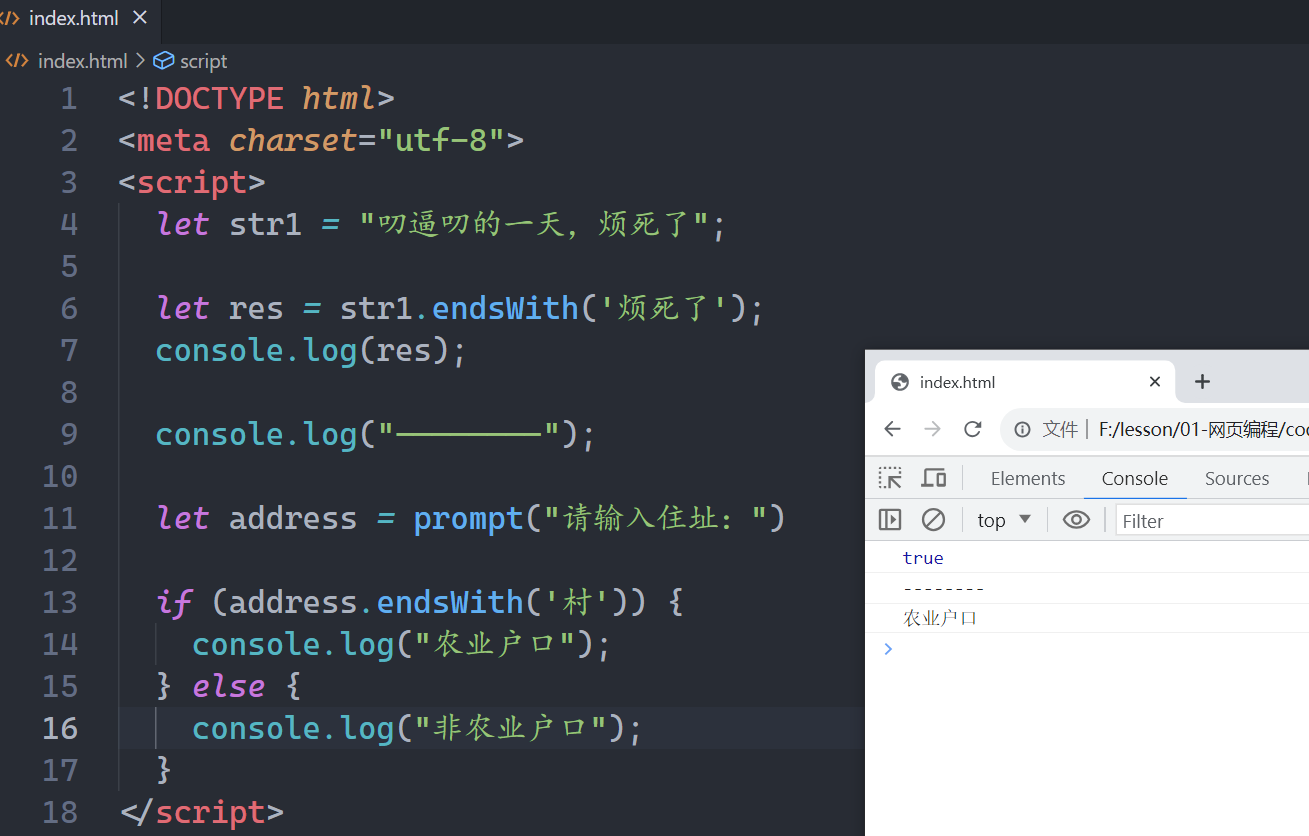 index.html
index.html > script
1 <!DOCTYPE html>
2 <meta charset="utf-8">
3 <script>
4 let str1 = "叨逼叨的一天，烦死了";
5
6 let res = str1.endsWith('烦死了');
7 console.log(res);
8
9 console.log("--------");
10
11 let address = prompt("请输入住址：")
12
13 if (address.endsWith('村')) {
14 console.log("农业户口");
15 } else {
16 console.log("非农业户口");
17 }
18 </script>
index.html
文件 | F:/lesson/01-网页编程/coc
Elements Console Sources
top Filter
true
--------
农业户口